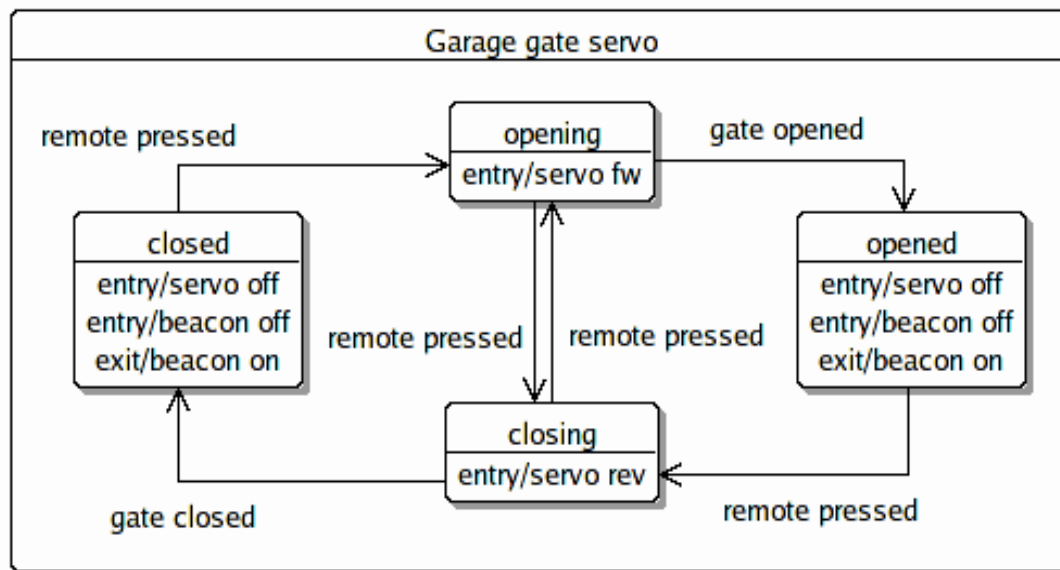 Garage gate servo
remote pressed
opening
entry/servo fw
gate opened
closed
entry/servo off
entry/beacon off
exit/beacon on
opened
entry/servo off
entry/beacon off
exit/beacon on
remote pressed
remote pressed
closing
entry/servo rev
gate closed
remote pressed